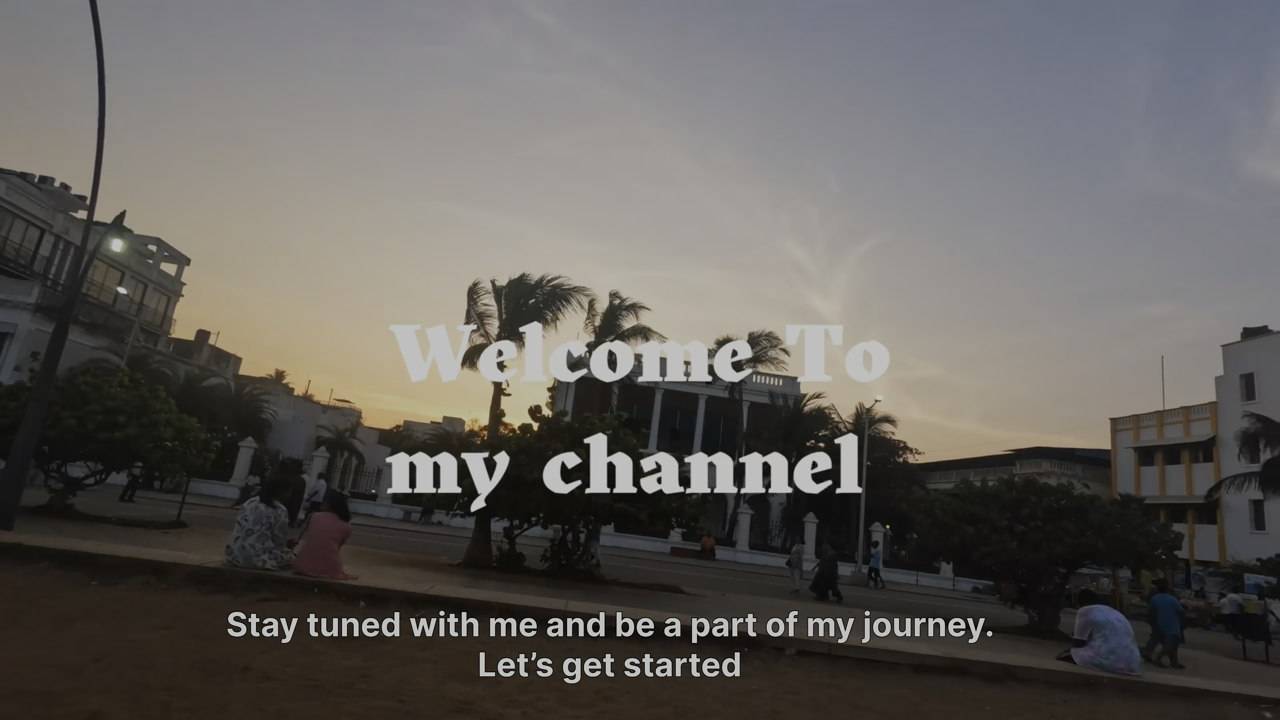 Welcome To
my channel
Stay tuned with me and be a part of my journey.
Let’s get started